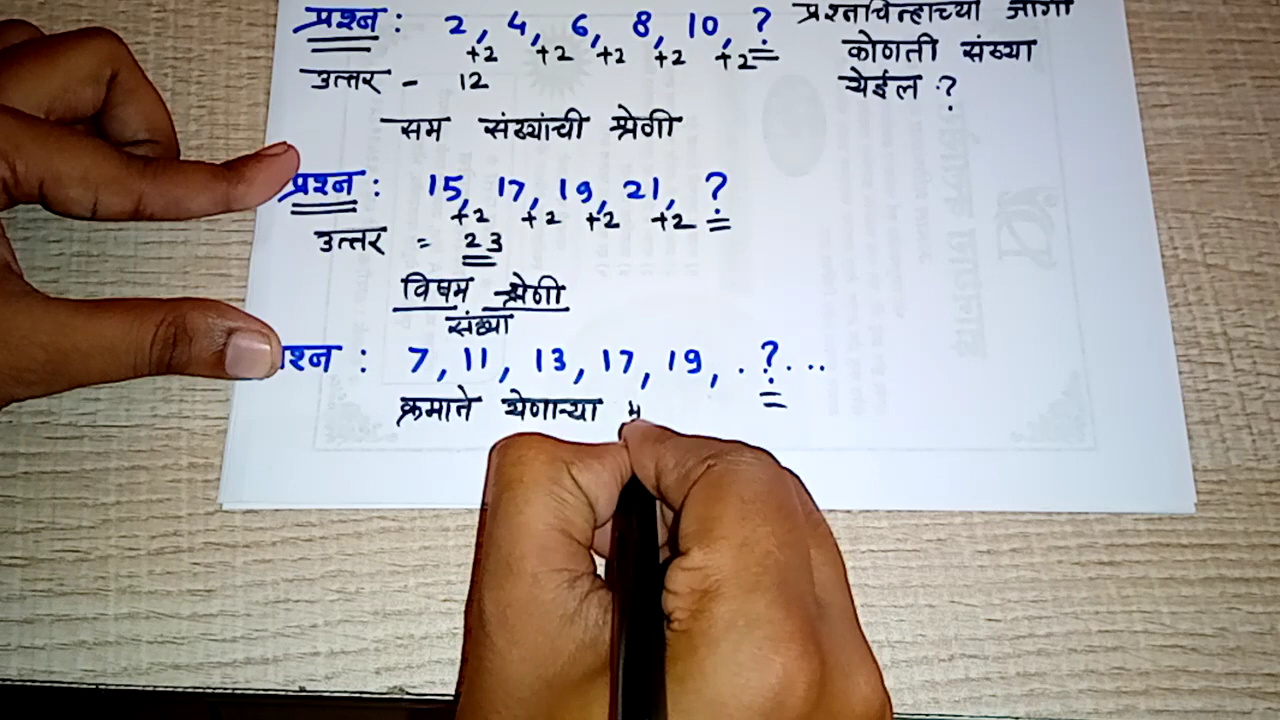 प्रश्न : 2, 4, 6, 8, 10, ? प्रश्नचिन्हाच्या जागी
+2 +2 +2 +2 +2 कोणती संख्या
उत्तर - 12 येईल ?
सम संख्यांची श्रेणी
प्रश्न : 15, 17, 19, 21, ?
+2 +2 +2 +2
उत्तर = 23
विषम श्रेणी
संख्या
प्रश्न : 7, 11, 13, 17, 19, . ? . . .
क्रमाने येणाऱ्या